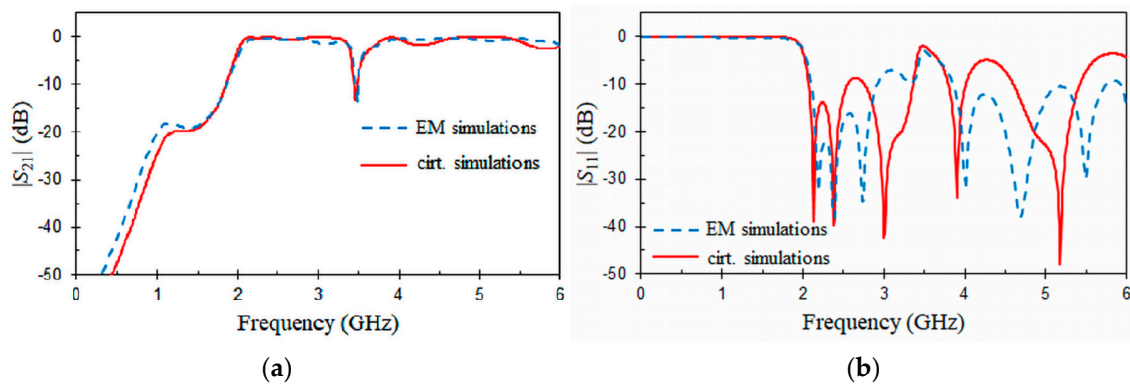 |S21| (dB)
0
-10
-20
-30
-40
-50
EM simulations
cirt. simulations
0 1 2 3 4 5 6
Frequency (GHz)
(a)
|S11| (dB)
0
-10
-20
-30
-40
-50
EM simulations
cirt. simulations
0 1 2 3 4 5 6
Frequency (GHz)
(b)